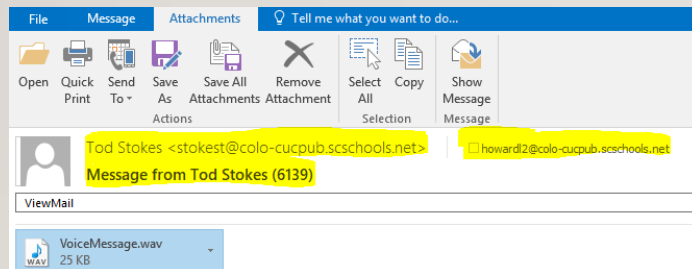 File Message Attachments Tell me what you want to do...
Open Quick Print Send To Save As Save All Attachments Remove Attachment Select All Copy Show Message
Actions Selection Message
Tod Stokes <stokest@colo-cucpub.scschools.net> howardl2@colo-cucpub.scschools.net
Message from Tod Stokes (6139)
ViewMail
VoiceMessage.wav
WAV 25 KB